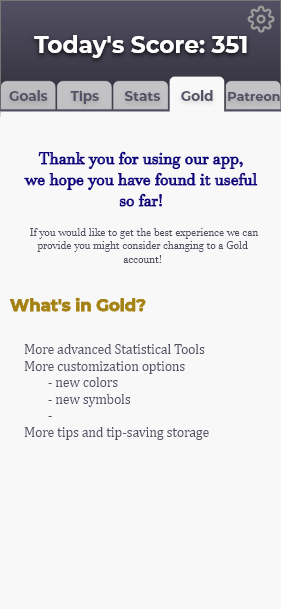 Today's Score: 351
Goals Tips Stats Gold Patreon
Thank you for using our app,
we hope you have found it useful
so far!
If you would like to get the best experience we can
provide you might consider changing to a Gold
account!
What's in Gold?
More advanced Statistical Tools
More customization options
- new colors
- new symbols
-
More tips and tip-saving storage